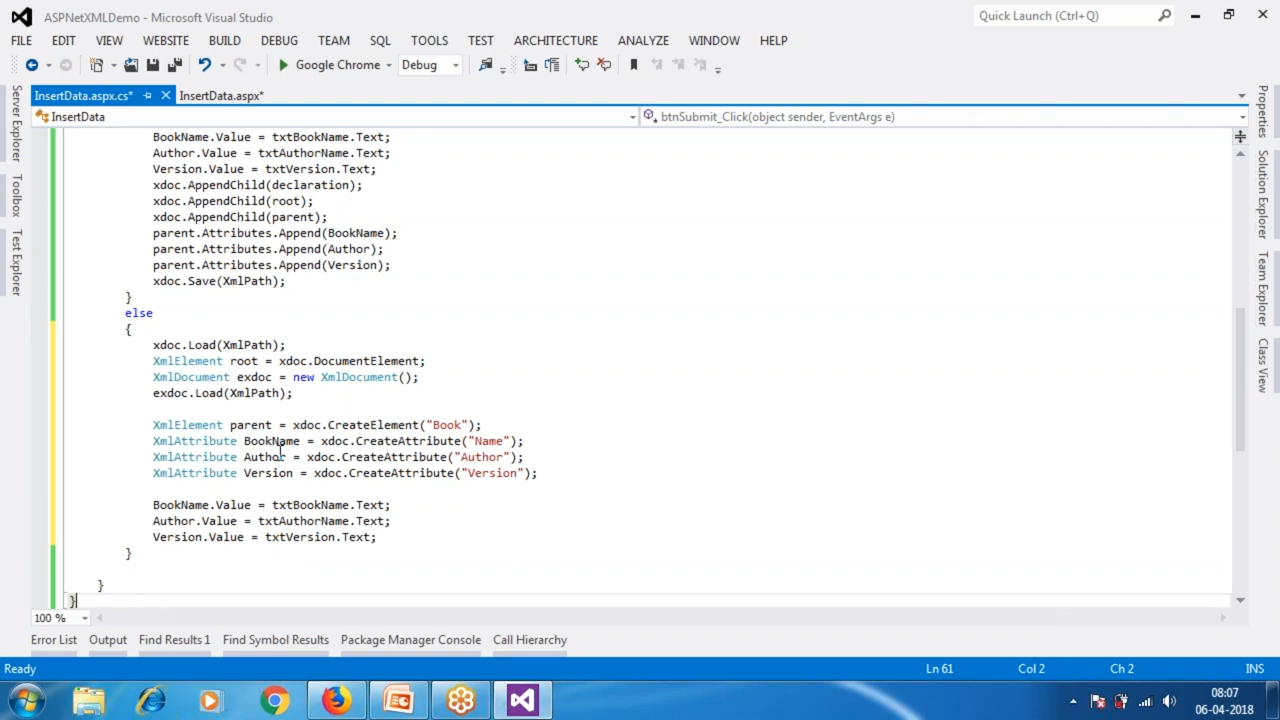 ASPNetXMLDemo - Microsoft Visual Studio
Quick Launch (Ctrl+Q)
FILE EDIT VIEW WEBSITE BUILD DEBUG TEAM SQL TOOLS TEST ARCHITECTURE ANALYZE WINDOW HELP
Google Chrome Debug
InsertData.aspx.cs* InsertData.aspx*
InsertData btnSubmit_Click(object sender, EventArgs e)
Server Explorer
Toolbox
Test Explorer
BookName.Value = txtBookName.Text;
Author.Value = txtAuthorName.Text;
Version.Value = txtVersion.Text;
xdoc.AppendChild(declaration);
xdoc.AppendChild(root);
xdoc.AppendChild(parent);
parent.Attributes.Append(BookName);
parent.Attributes.Append(Author);
parent.Attributes.Append(Version);
xdoc.Save(XmlPath);
}
else
{
xdoc.Load(XmlPath);
XmlElement root = xdoc.DocumentElement;
XmlDocument exdoc = new XmlDocument();
exdoc.Load(XmlPath);
XmlElement parent = xdoc.CreateElement("Book");
XmlAttribute BookName = xdoc.CreateAttribute("Name");
XmlAttribute Author = xdoc.CreateAttribute("Author");
XmlAttribute Version = xdoc.CreateAttribute("Version");
BookName.Value = txtBookName.Text;
Author.Value = txtAuthorName.Text;
Version.Value = txtVersion.Text;
}
}
}
Properties
Solution Explorer
Team Explorer
Class View
100 %
Error List Output Find Results 1 Find Symbol Results Package Manager Console Call Hierarchy
Ready Ln 61 Col 2 Ch 2 INS
08:07
06-04-2018